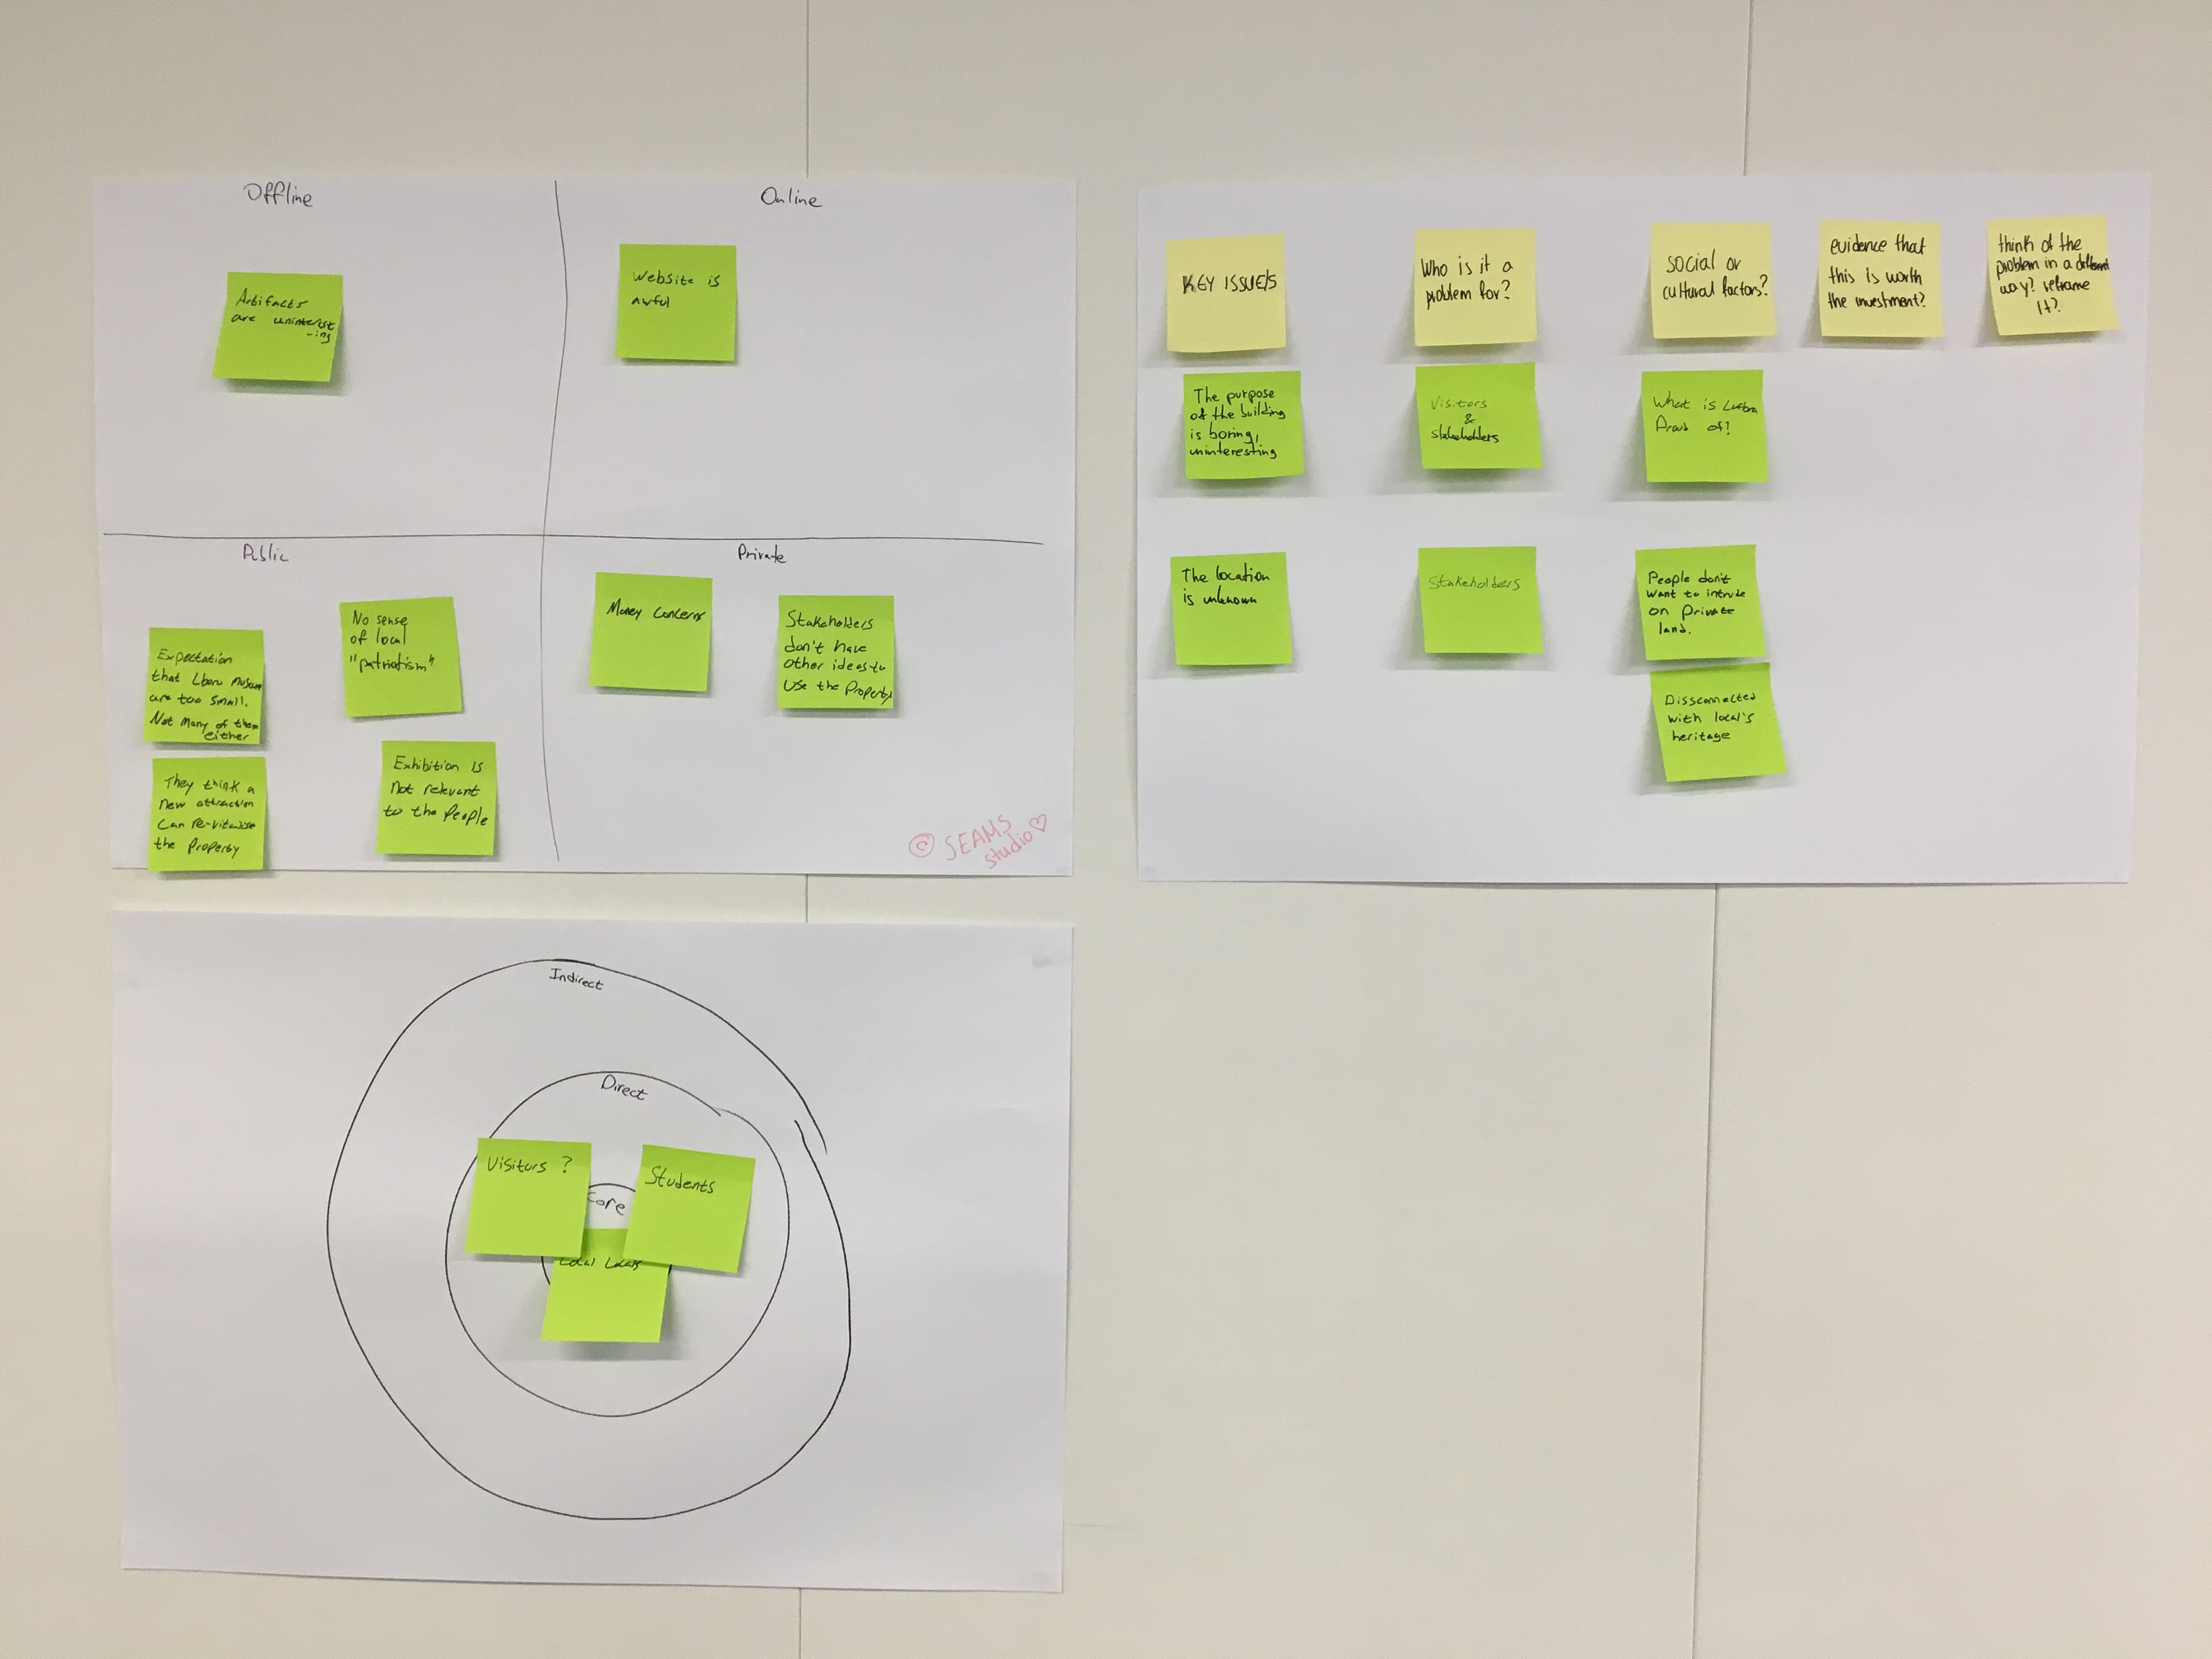 Offline
Online
Artifacts
are uninterest
-ing
Website is
awful
Public
Private
Expectation
that Lboro Museum
are too small.
Not Many of them
either
No sense
of local
"patriotism"
They think a
new attraction
can re-vitalise
the Property
Exhibition is
not relevant
to the People
Money Concerns
Stakeholders
don't have
other ideas to
use the Property
© SEAMS
studio♡
KEY ISSUE/S
Who is it a
problem for?
social or
cultural factors?
evidence that
this is worth
the investment?
think of the
problem in a different
way? reframe
it?
The purpose
of the building
is boring,
uninteresting
Visitors
&
stakeholders
What is
Proud of?
The location
is unknown
Stakeholders
People don't
want to intrude
on private
land.
Dissconnected
with local's
heritage
Indirect
Direct
Core
Visitors ?
Students
Local Locals